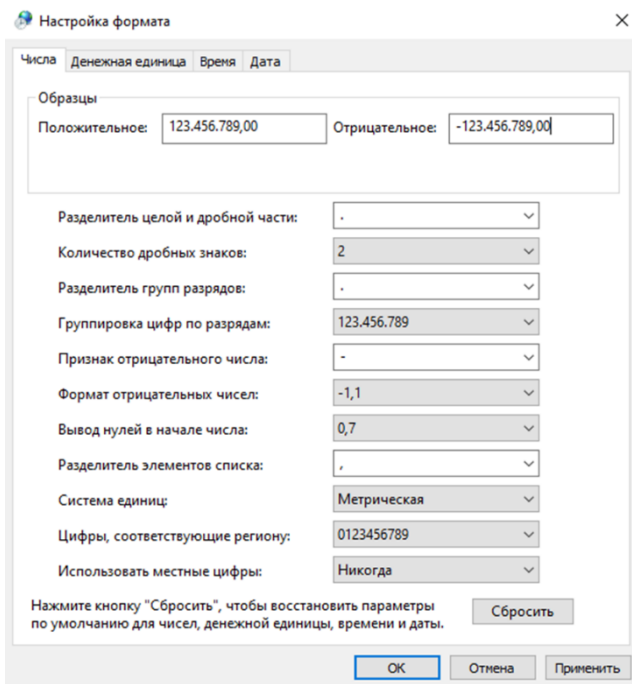 Настройка формата
Числа Денежная единица Время Дата
Образцы
Положительное: 123.456.789,00 Отрицательное: -123.456.789,00
Разделитель целой и дробной части: .
Количество дробных знаков: 2
Разделитель групп разрядов: .
Группировка цифр по разрядам: 123.456.789
Признак отрицательного числа: -
Формат отрицательных чисел: -1,1
Вывод нулей в начале числа: 0,7
Разделитель элементов списка: ,
Система единиц: Метрическая
Цифры, соответствующие региону: 0123456789
Использовать местные цифры: Никогда
Нажмите кнопку "Сбросить", чтобы восстановить параметры
по умолчанию для чисел, денежной единицы, времени и даты.
Сбросить
ОК Отмена Применить